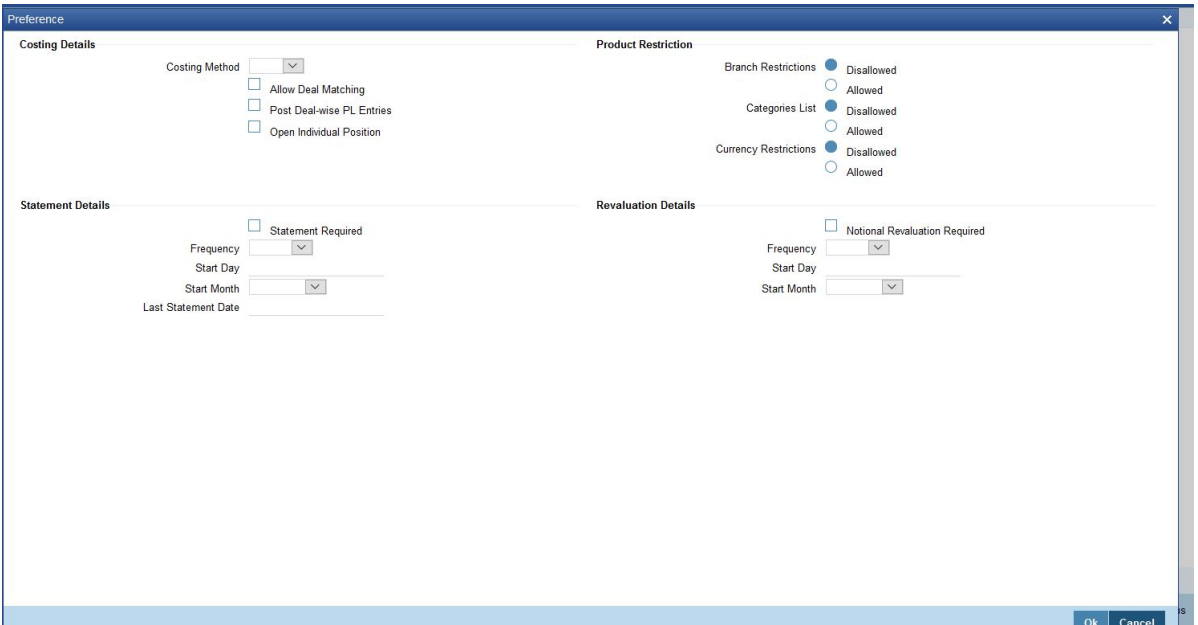 Preference
Costing Details
Costing Method
Allow Deal Matching
Post Deal-wise PL Entries
Open Individual Position
Product Restriction
Branch Restrictions Disallowed
Allowed
Categories List Disallowed
Allowed
Currency Restrictions Disallowed
Allowed
Statement Details
Statement Required
Frequency
Start Day
Start Month
Last Statement Date
Revaluation Details
Notional Revaluation Required
Frequency
Start Day
Start Month
Ok Cancel